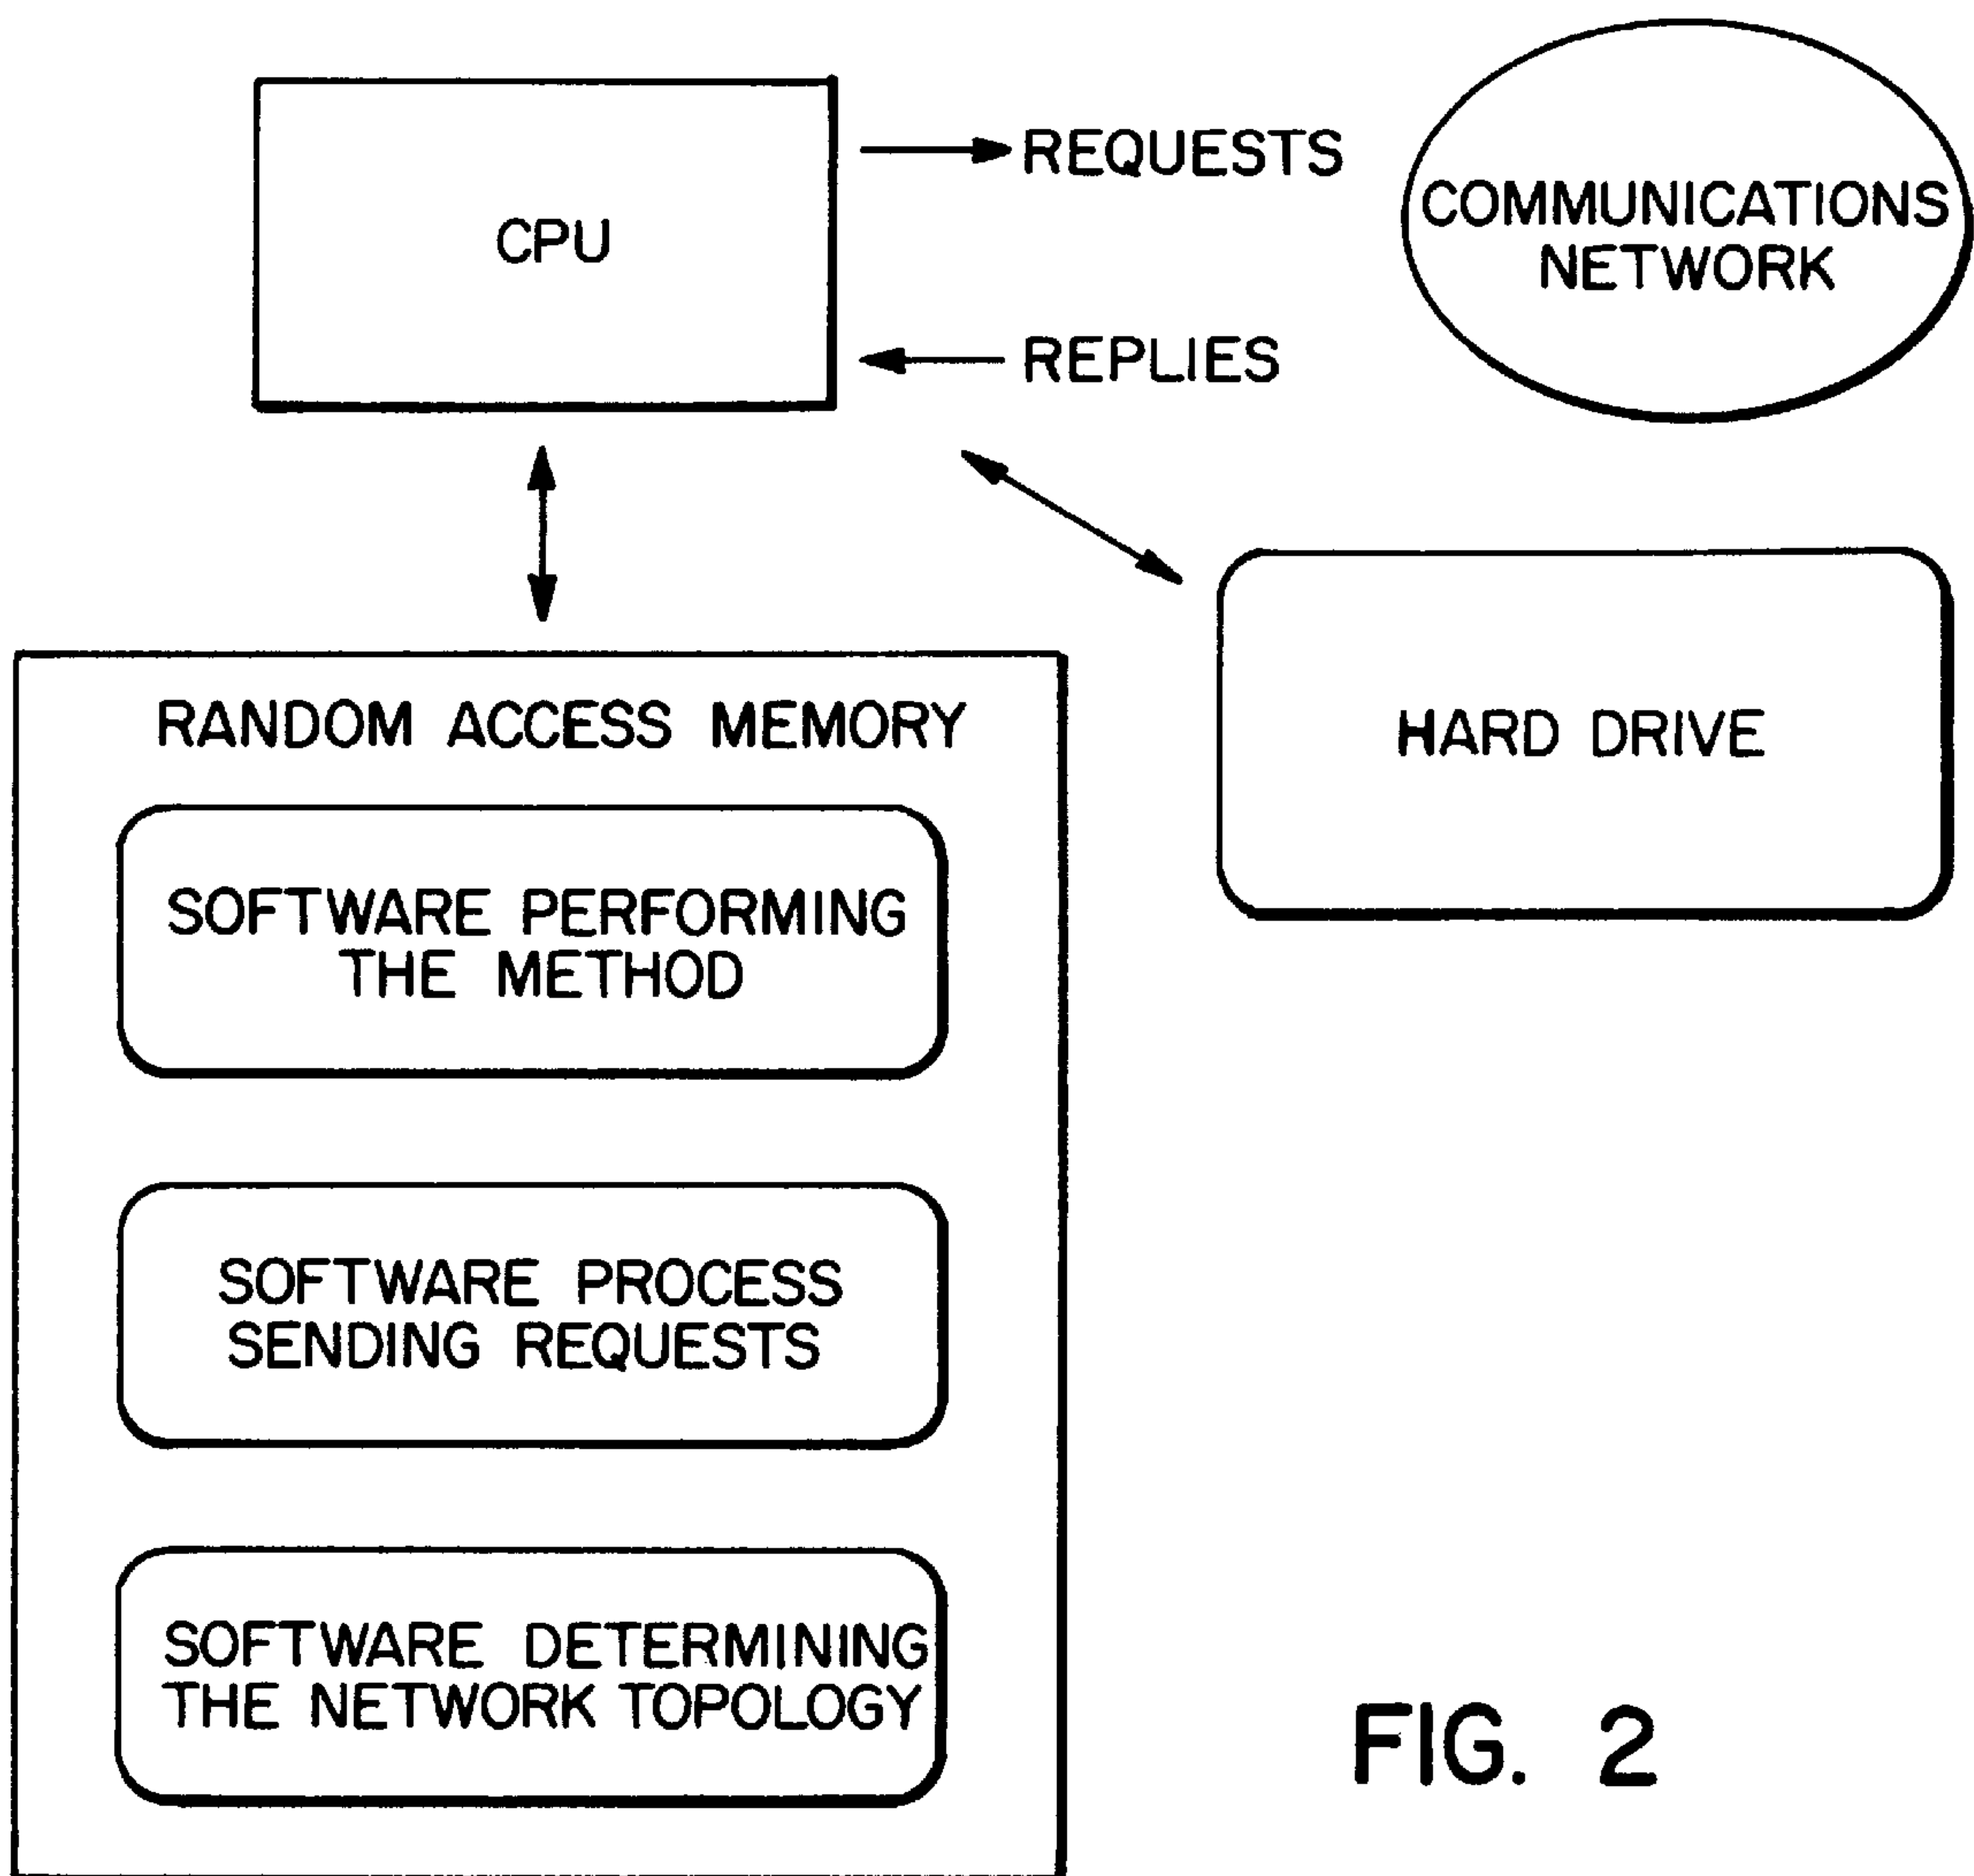 CPU
REQUESTS
REPLIES
COMMUNICATIONS
NETWORK
RANDOM ACCESS MEMORY
SOFTWARE PERFORMING
THE METHOD
SOFTWARE PROCESS
SENDING REQUESTS
SOFTWARE DETERMINING
THE NETWORK TOPOLOGY
HARD DRIVE
FIG. 2